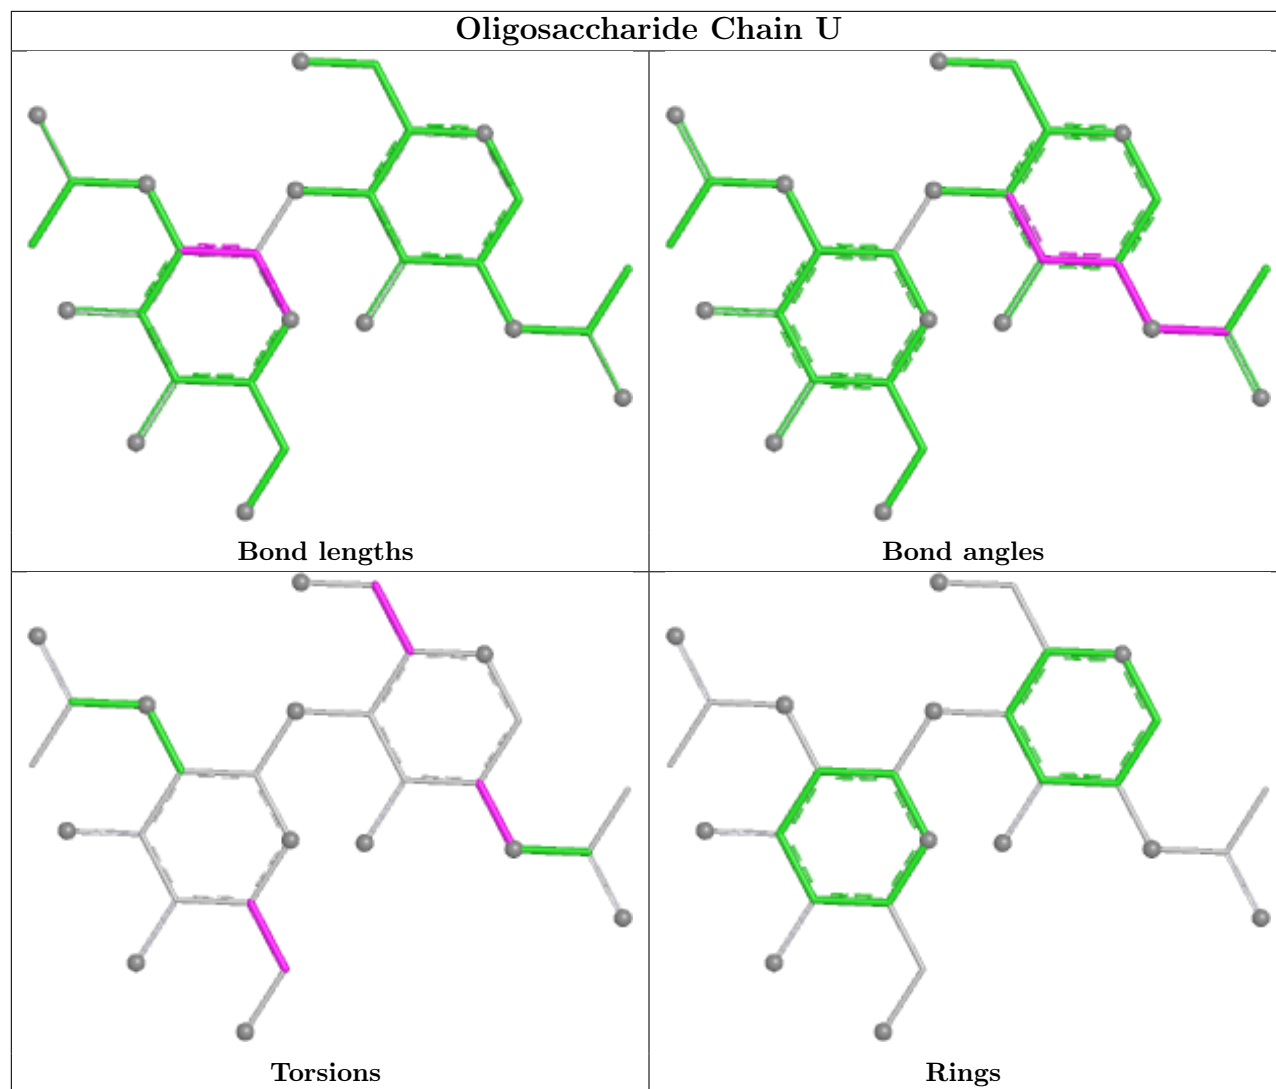 Oligosaccharide Chain U
Bond lengths
Bond angles
Torsions
Rings